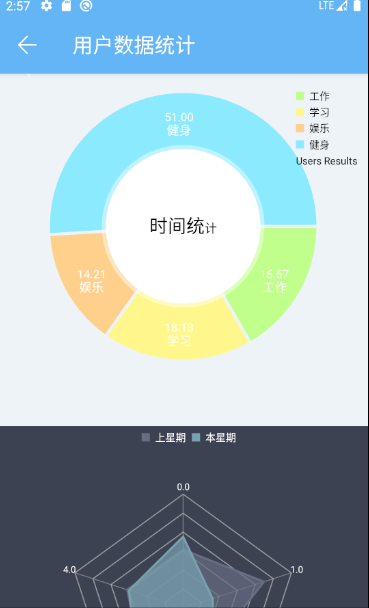 2:57 LTE
用户数据统计
工作
学习
娱乐
健身
Users Results
51.00
健身
时间统计
14.21
娱乐
16.67
工作
18.13
学习
上星期 本星期
0.0
4.0 1.0